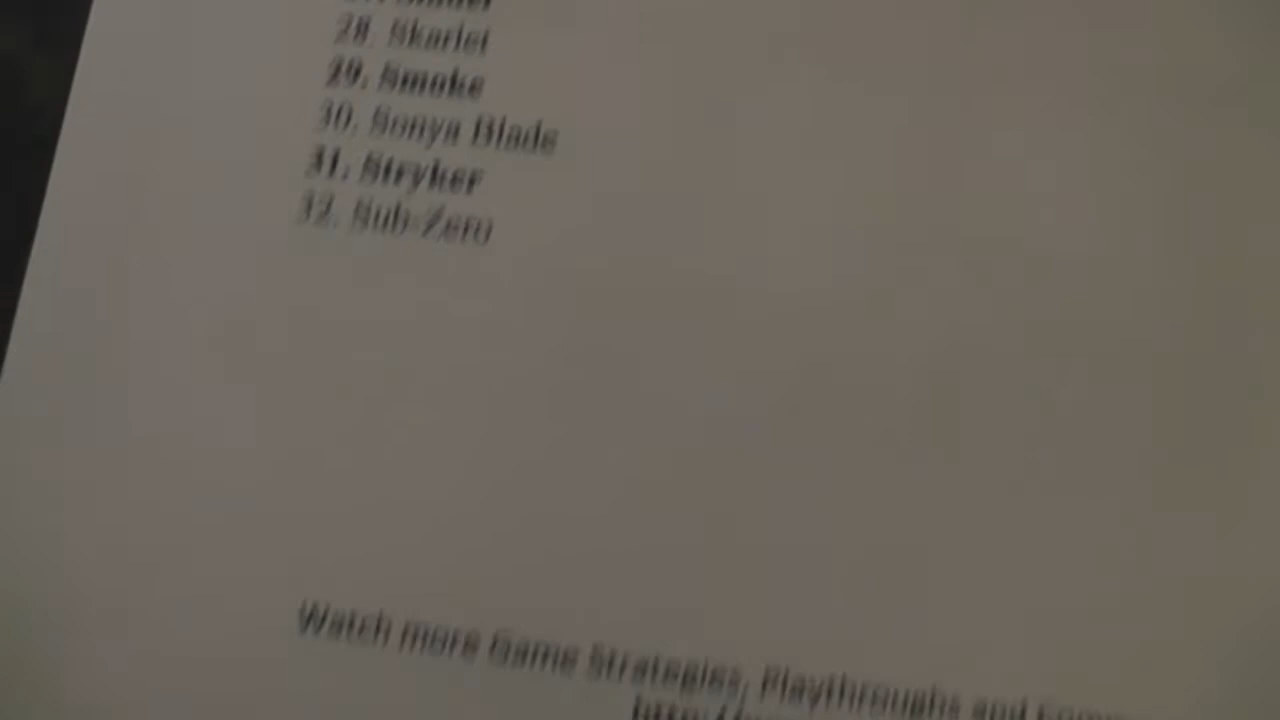 28. Skarlet
29. Smoke
30. Sonya Blade
31. Stryker
32. Sub-Zero
Watch more Game Strategies, Playthroughs and